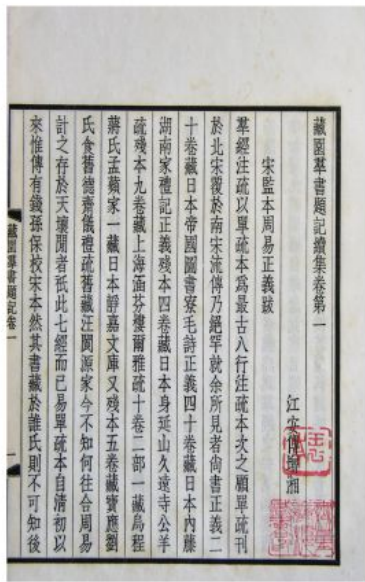 藏園羣書題記續集卷第一
江安傅增湘
宋監本周易正義跋
羣經注疏以單疏本爲最古八行注疏本次之顧單疏刊
於北宋覆於南宋流傳乃絕罕就余所見者尙書正義二
十卷藏日本帝國圖書寮毛詩正義四十卷藏日本內藤
湖南家禮記正義殘本四卷藏日本身延山久遠寺公羊
疏殘本九卷藏上海涵芬樓爾雅疏十卷二部一藏烏程
蔣氏孟蘋家一藏日本靜嘉文庫又殘本五卷藏寶應劉
氏食舊德齋儀禮疏舊藏汪閬源家今不知何往合周易
計之存於天壤閒者祇此七經而已易單疏本自清初以
來惟傳有錢孫保校宋本然其書藏於誰氏則不可知後
藏園羣書題記卷一
一